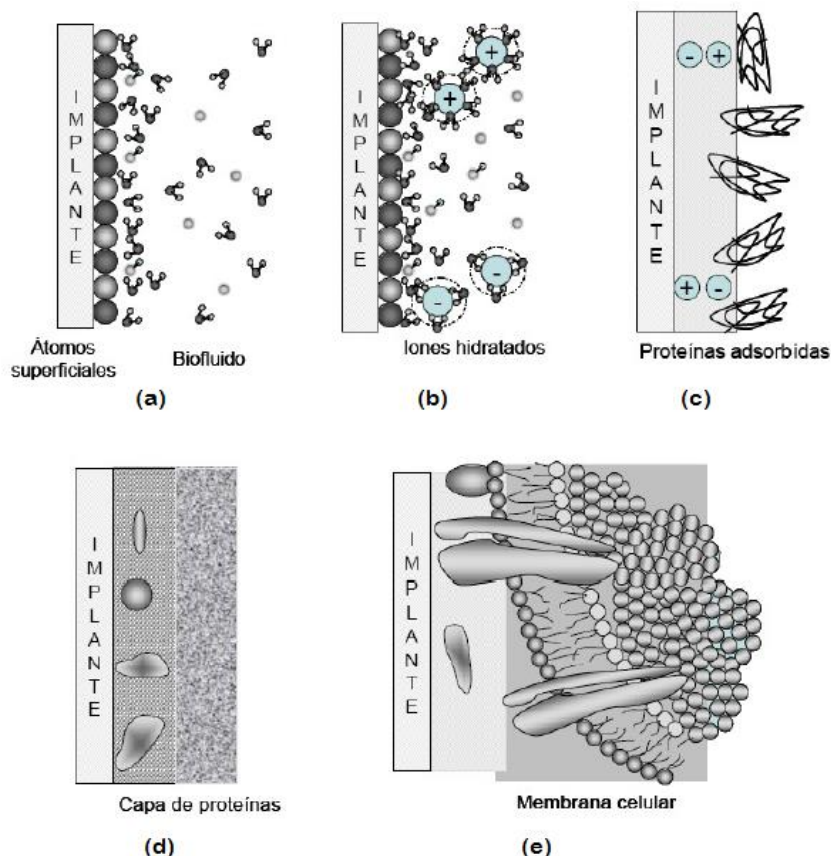 IMPLANTE
Átomos
superficiales
Biofluido
(a)
IMPLANTE
+
+
-
-
Iones hidratados
(b)
IMPLANTE
- +
+ -
Proteínas adsorbidas
(c)
IMPLANTE
Capa de proteínas
(d)
IMPLANTE
Membrana celular
(e)